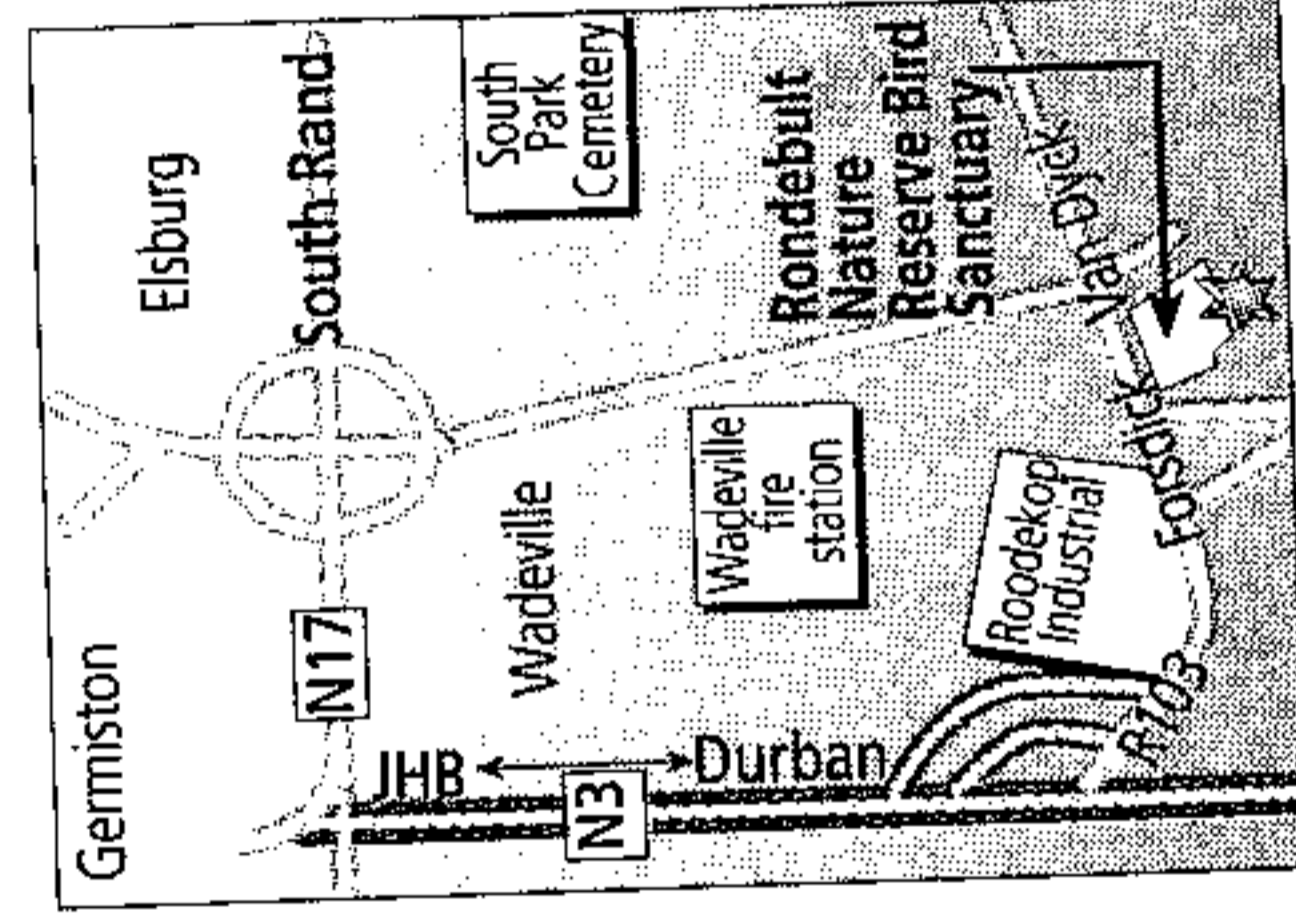 Germiston
Elsburg
N17
South Rand
JHB
N3
Durban
Wadeville
South
Park
Cemetery
Wadeville
fire
station
Rondebult
Nature
Reserve Bird
Sanctuary
Roodekop
Industrial
R103
Forsdick
Van Dyck